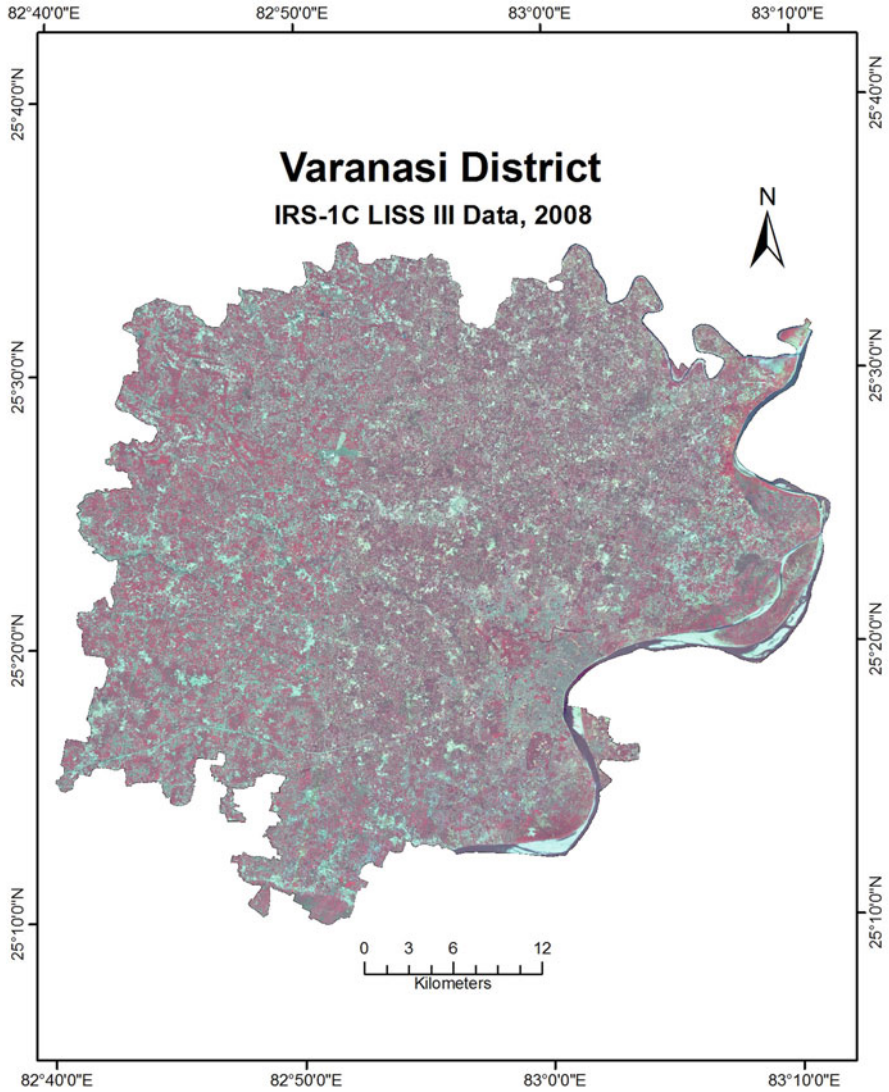 82°40'0"E 82°50'0"E 83°0'0"E 83°10'0"E
25°40'0"N 25°40'0"N
Varanasi District
N
IRS-1C LISS III Data, 2008
25°30'0"N 25°30'0"N
25°20'0"N 25°20'0"N
25°10'0"N 25°10'0"N
0 3 6 12
Kilometers
82°40'0"E 82°50'0"E 83°0'0"E 83°10'0"E